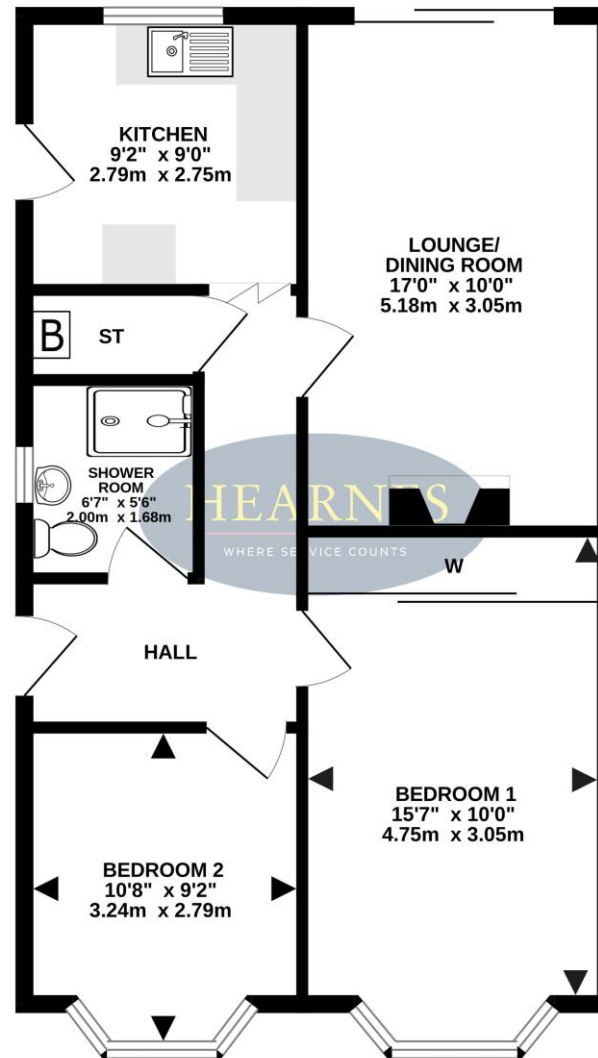 KITCHEN
9'2" x 9'0"
2.79m x 2.75m
LOUNGE/
DINING ROOM
17'0" x 10'0"
5.18m x 3.05m
B
ST
SHOWER
ROOM
6'7" x 5'6"
2.00m x 1.68m
HEARNES
WHERE SERVICE COUNTS
W
HALL
BEDROOM 1
15'7" x 10'0"
4.75m x 3.05m
BEDROOM 2
10'8" x 9'2"
3.24m x 2.79m